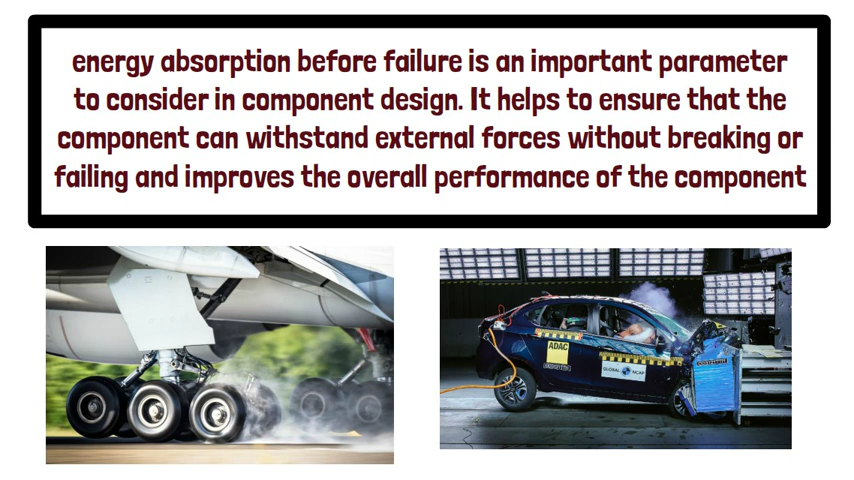 energy absorption before failure is an important parameter
to consider in component design. It helps to ensure that the
component can withstand external forces without breaking or
failing and improves the overall performance of the component
ADAC
GLOBAL NCAP